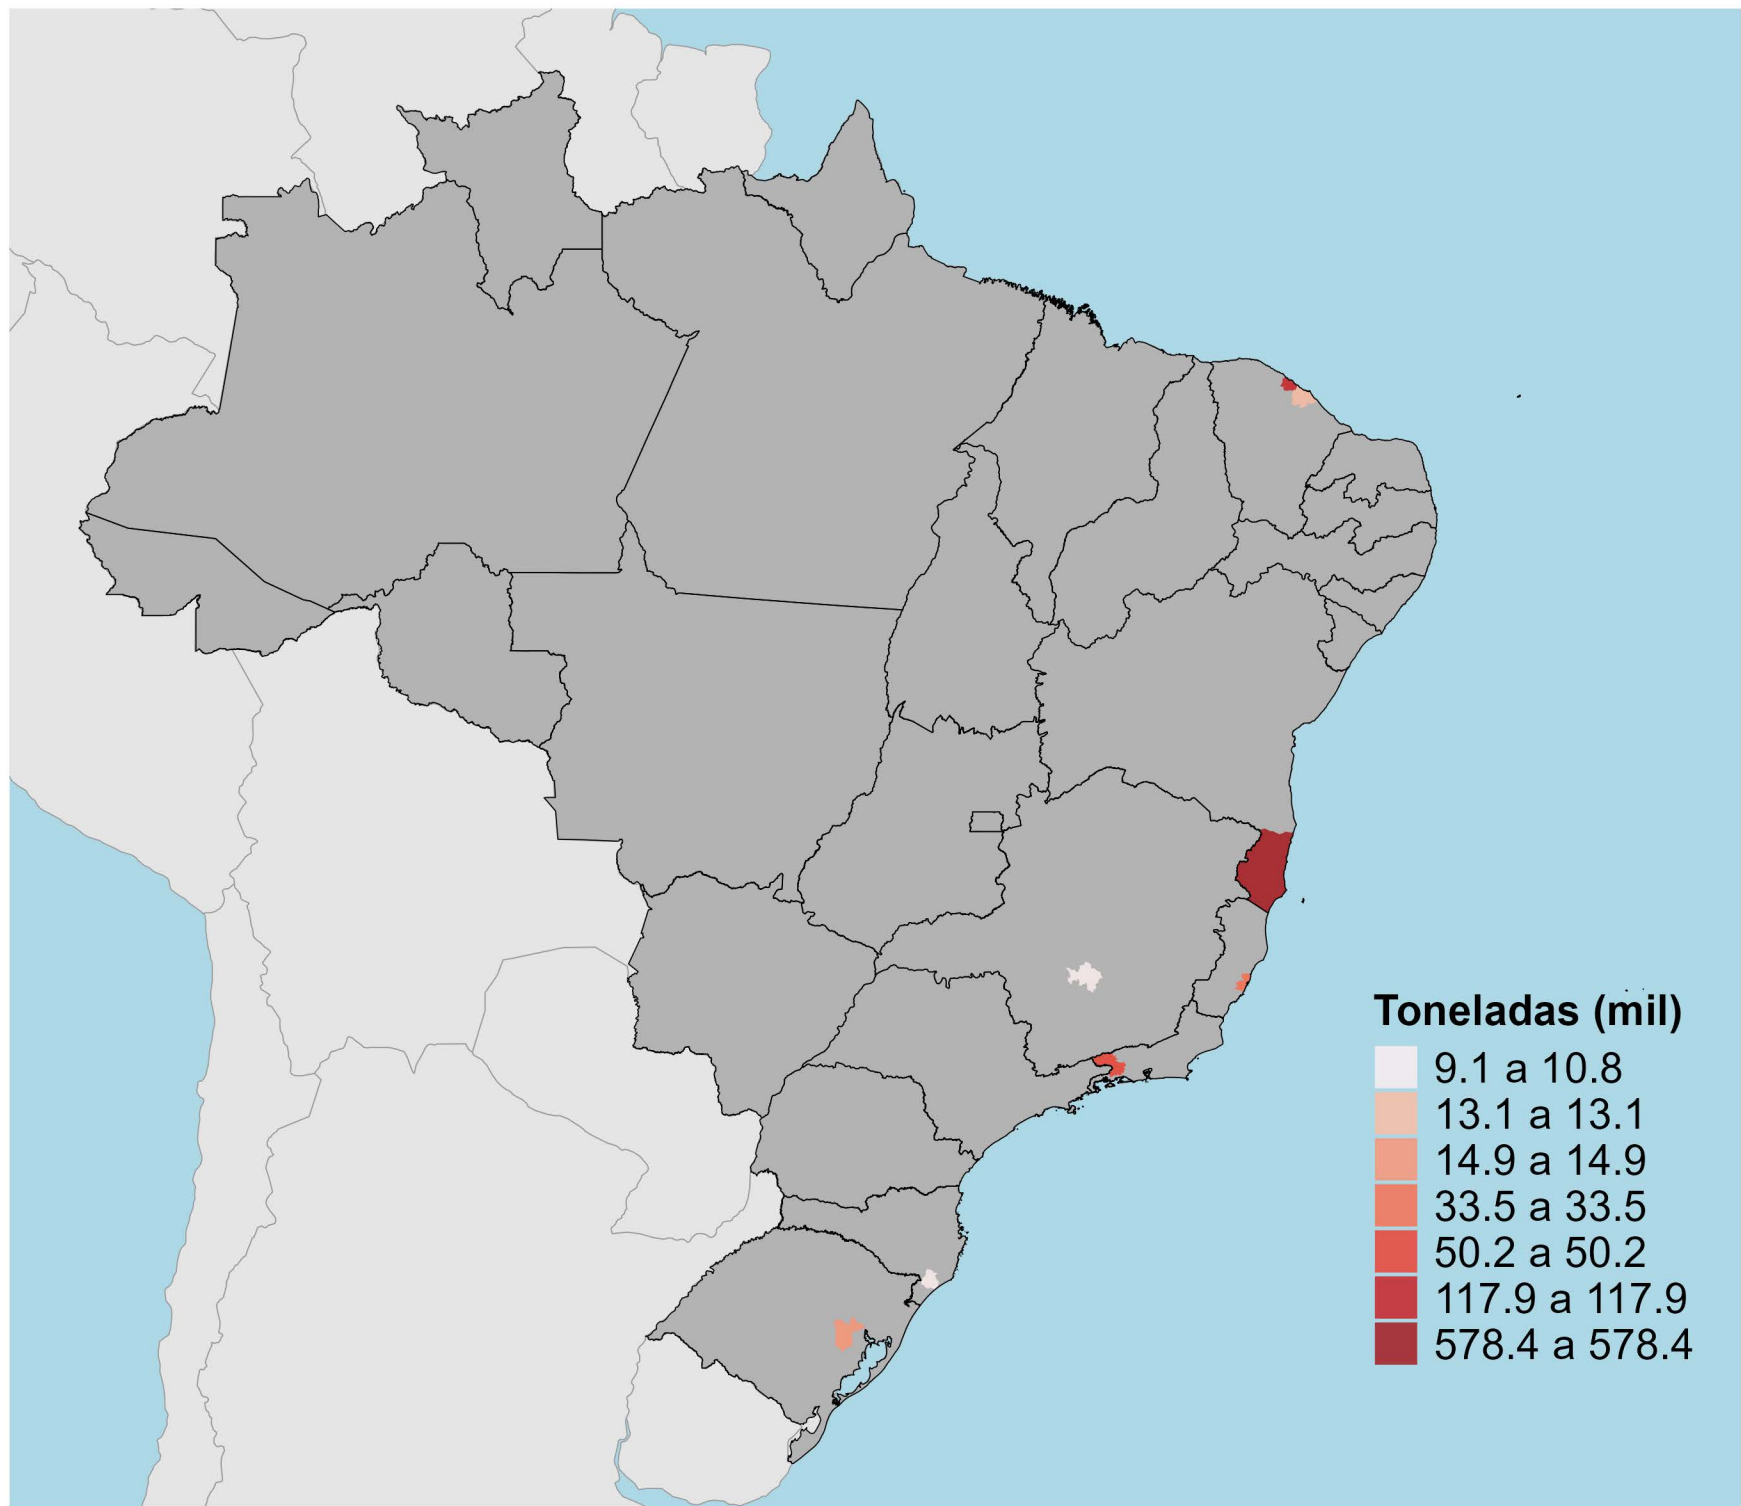 Toneladas (mil)
9.1 a 10.8
13.1 a 13.1
14.9 a 14.9
33.5 a 33.5
50.2 a 50.2
117.9 a 117.9
578.4 a 578.4